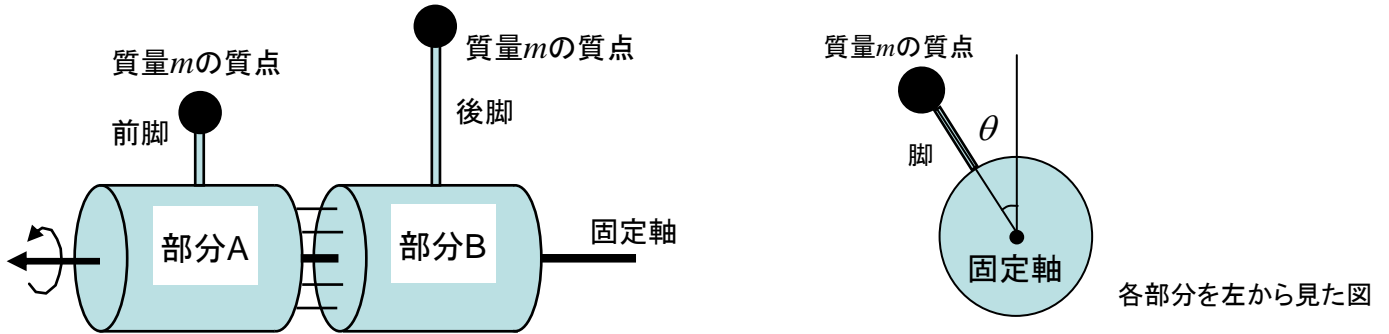 質量mの質点
前脚
質量mの質点
後脚
部分A
部分B
固定軸
質量mの質点
脚
θ
固定軸
各部分を左から見た図